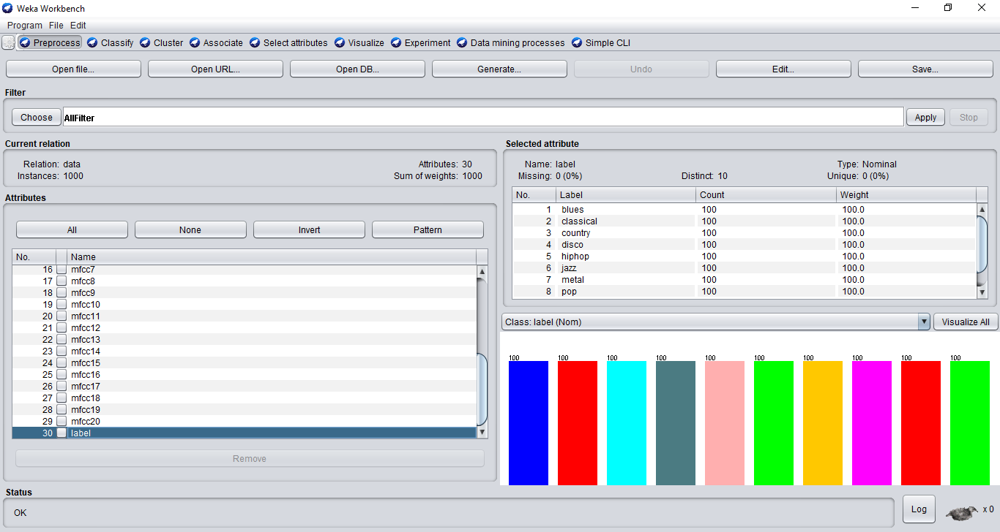 Weka Workbench
Program File Edit
Preprocess Classify Cluster Associate Select attributes Visualize Experiment Data mining processes Simple CLI
Open file... Open URL... Open DB... Generate... Undo Edit... Save...
Filter
Choose AllFilter Apply Stop
Current relation
Relation: data Attributes: 30
Instances: 1000 Sum of weights: 1000
Attributes
All None Invert Pattern
No. Name
16 mfcc7
17 mfcc8
18 mfcc9
19 mfcc10
20 mfcc11
21 mfcc12
22 mfcc13
23 mfcc14
24 mfcc15
25 mfcc16
26 mfcc17
27 mfcc18
28 mfcc19
29 mfcc20
30 label
Remove
Selected attribute
Name: label Type: Nominal
Missing: 0 (0%) Distinct: 10 Unique: 0 (0%)
No. Label Count Weight
1 blues 100 100.0
2 classical 100 100.0
3 country 100 100.0
4 disco 100 100.0
5 hiphop 100 100.0
6 jazz 100 100.0
7 metal 100 100.0
8 pop 100 100.0
Class: label (Nom) Visualize All
100 100 100 100 100 100 100 100 100 100
Status
OK Log x 0